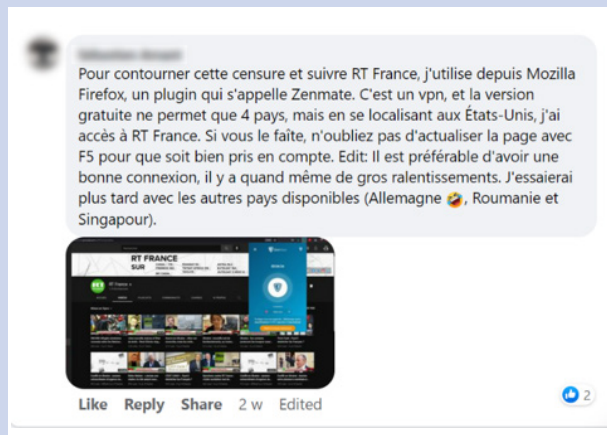 Pour contourner cette censure et suivre RT France, j'utilise depuis Mozilla
Firefox, un plugin qui s'appelle Zenmate. C'est un vpn, et la version
gratuite ne permet que 4 pays, mais en se localisant aux États-Unis, j'ai
accès à RT France. Si vous le faîte, n'oubliez pas d'actualiser la page avec
F5 pour que soit bien pris en compte. Edit: Il est préférable d'avoir une
bonne connexion, il y a quand même de gros ralentissements. J'essaierai
plus tard avec les autres pays disponibles (Allemagne 🤣, Roumanie et
Singapour).
RT FRANCE
SUR
RT France
Like Reply Share 2 w Edited
2